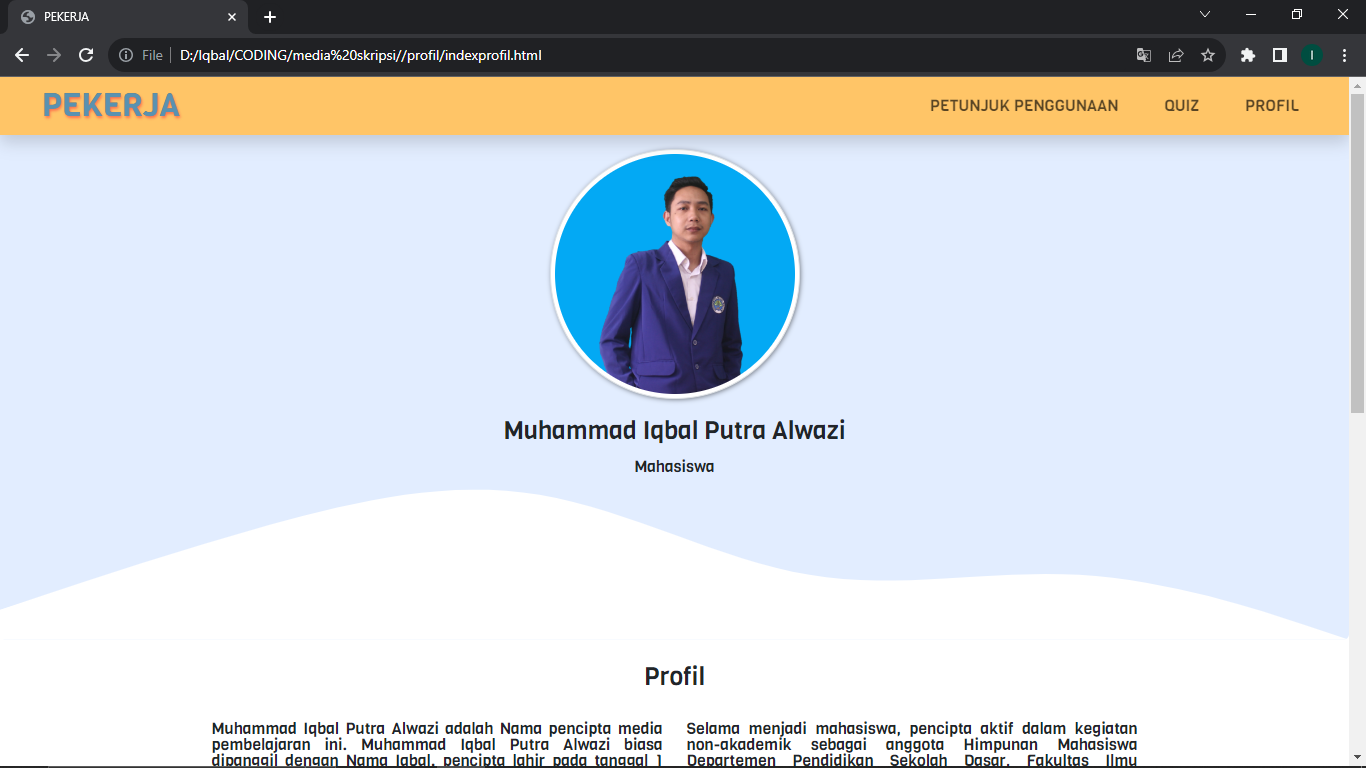 PEKERJA
File
D:/Iqbal/CODING/media%20skripsi//profil/indexprofil.html
I
PEKERJA
PETUNJUK PENGGUNAAN
QUIZ
PROFIL
Muhammad Iqbal Putra Alwazi
Mahasiswa
Profil
Muhammad Iqbal Putra Alwazi adalah Nama pencipta media
pembelajaran ini. Muhammad Iqbal Putra Alwazi biasa
dipanggil dengan Nama Iqbal, pencipta lahir pada tanggal 1
Selama menjadi mahasiswa, pencipta aktif dalam kegiatan
non-akademik sebagai anggota Himpunan Mahasiswa
Departemen Pendidikan Sekolah Dasar, Fakultas Ilmu